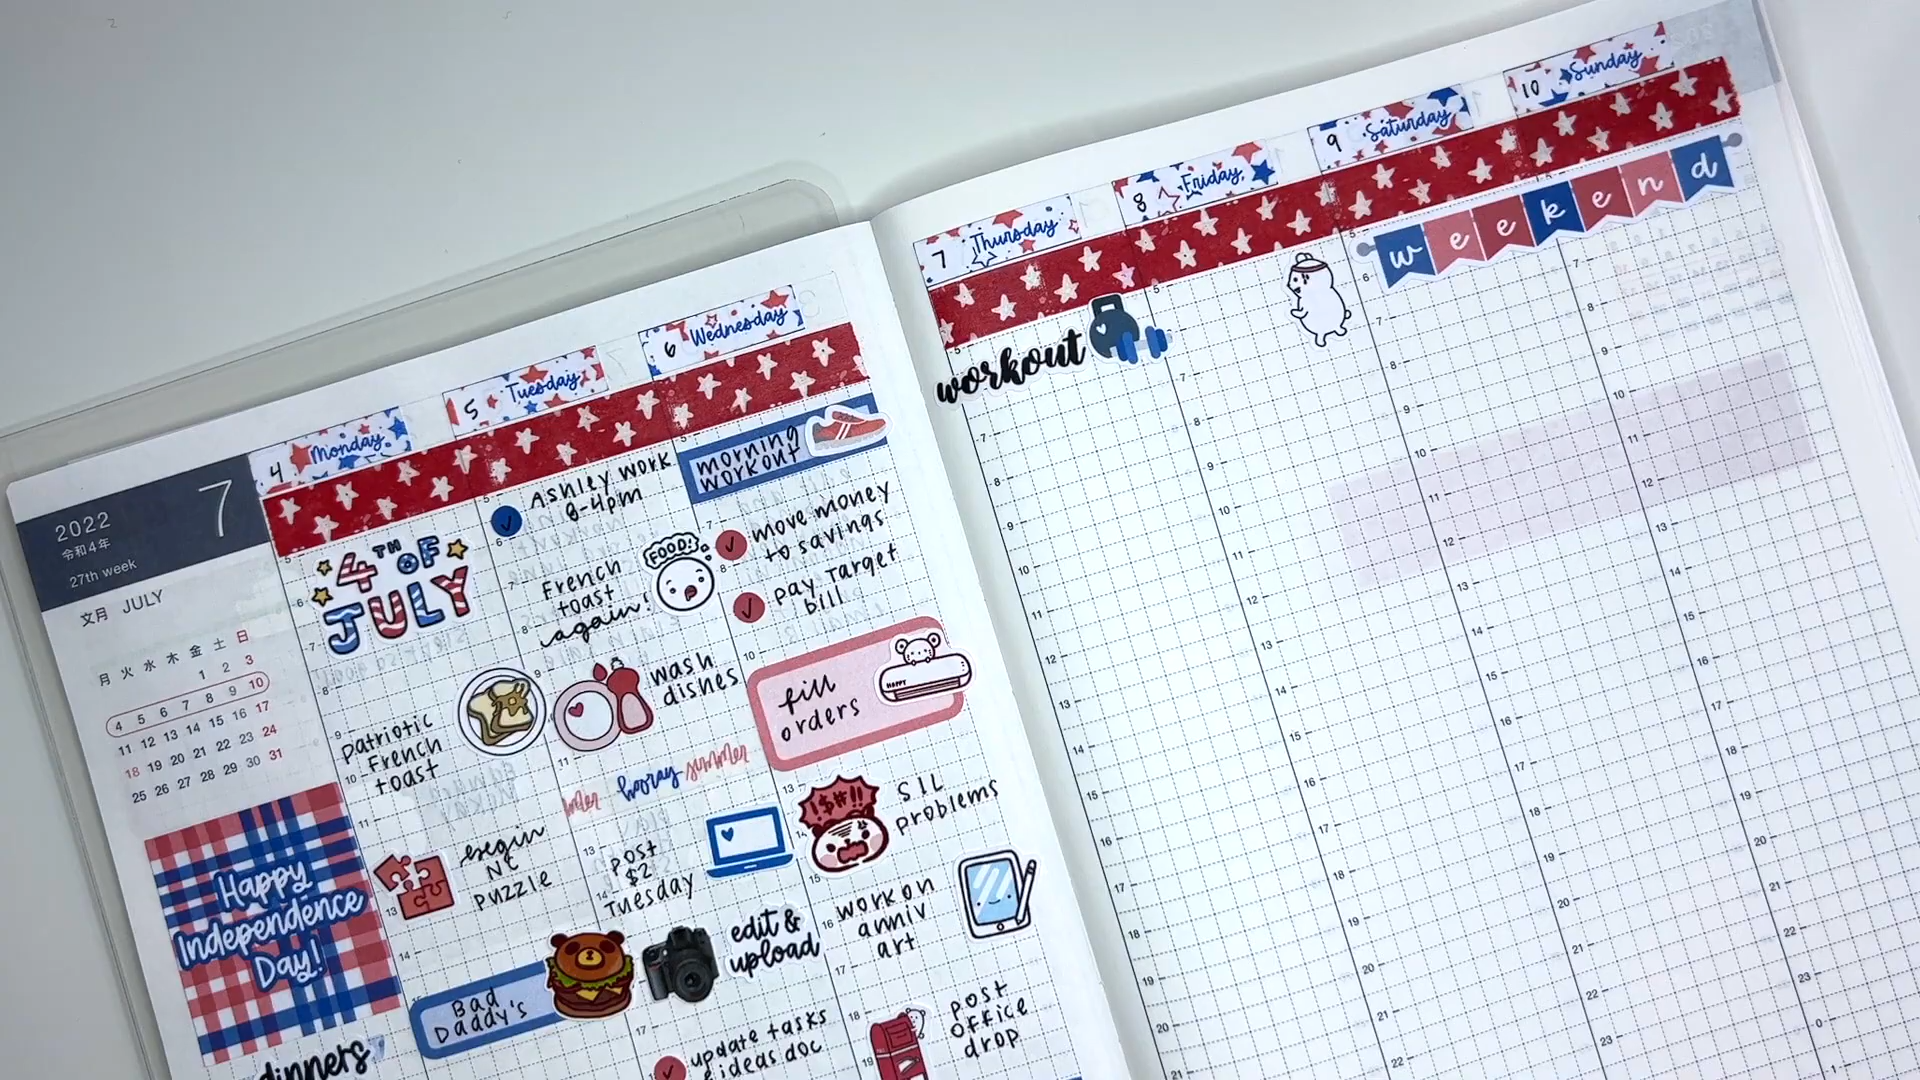 2022
令和4年
27th week
7
文月 JULY
月 火 水 木 金 土 日
1 2 3
4 5 6 7 8 9 10
11 12 13 14 15 16 17
18 19 20 21 22 23 24
25 26 27 28 29 30 31
Happy
Independence
Day!
dinners
4 Monday
4TH OF
JULY
Patriotic
French
toast
begin
NC
puzzle
Bad
Daddy's
5 Tuesday
Ashley work
8-4pm
FOOD!
French
toast
again!
wash
dishes
hooray summer
post
$2
Tuesday
edit &
upload
update tasks
& ideas doc
6 Wednesday
morning
workout
move money
to savings
pay Target
bill
fill
orders
HAPPY
!$#!!
SIL
problems
work on
anniv
art
post
office
drop
7 Thursday
workout
8 Friday
9 Saturday
10 Sunday
weekend